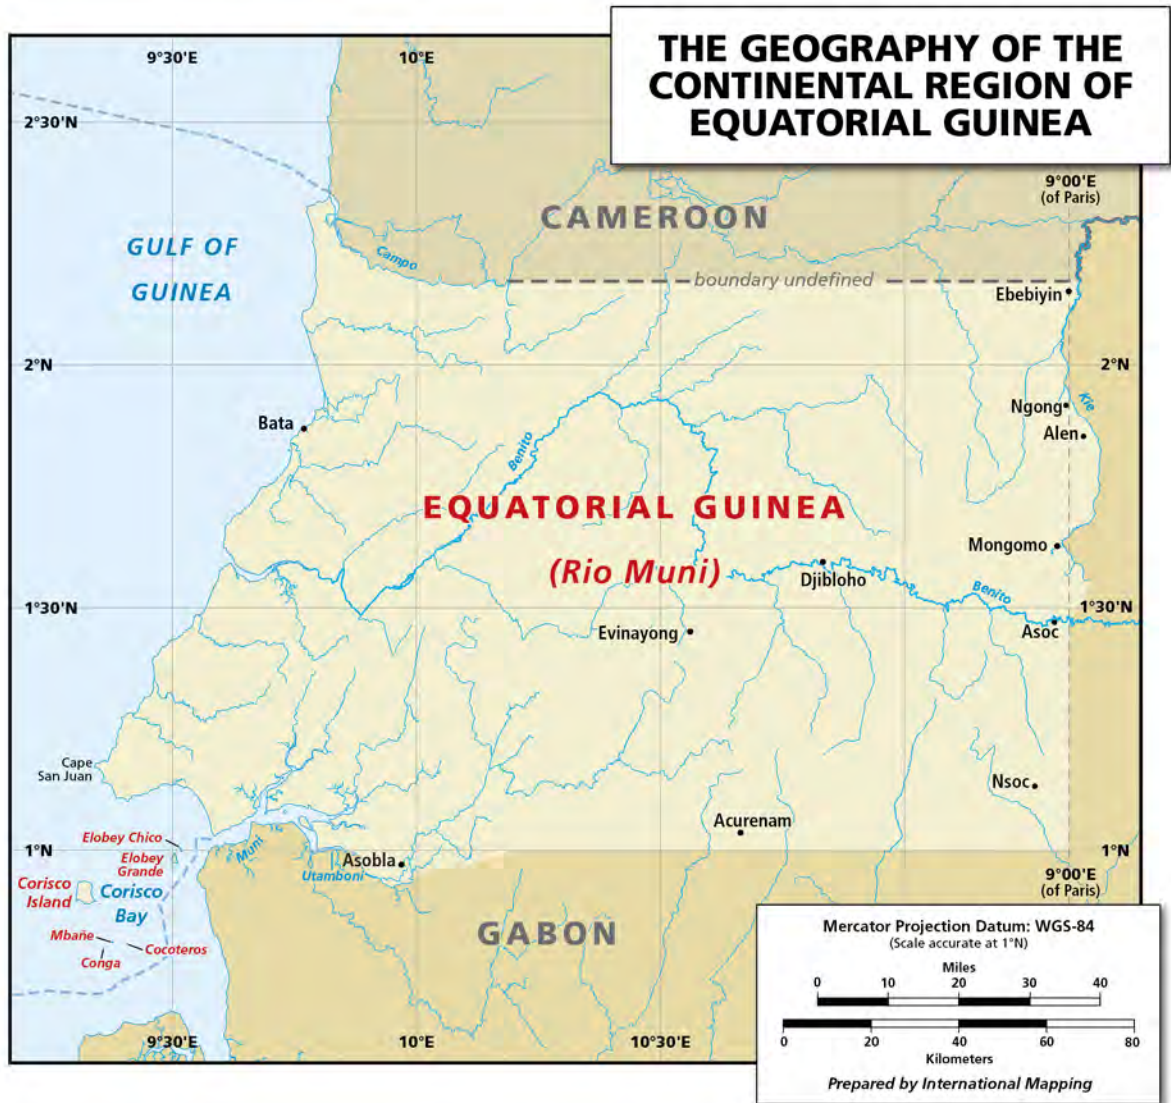 THE GEOGRAPHY OF THE
CONTINENTAL REGION OF
EQUATORIAL GUINEA
9°30'E
10°E
2°30'N
9°00'E
(of Paris)
CAMEROON
GULF OF
GUINEA
Campo
boundary undefined
Ebebiyin
2°N
2°N
Kie
Ngong
Alen
Bata
Benito
EQUATORIAL GUINEA
(Rio Muni)
Mongomo
Djibloho
Benito
1°30'N
1°30'N
Evinayong
Asoc
Cape
San Juan
Nsoc
Acurenam
Elobey Chico
Muni
1°N
Elobey
Grande
Asobla
Utamboni
1°N
9°00'E
(of Paris)
Corisco
Island
Corisco
Bay
Mbañe
Cocoteros
Conga
GABON
9°30'E
10°E
10°30'E
Mercator Projection Datum: WGS-84
(Scale accurate at 1°N)
Miles
0 10 20 30 40
0 20 40 60 80
Kilometers
Prepared by International Mapping